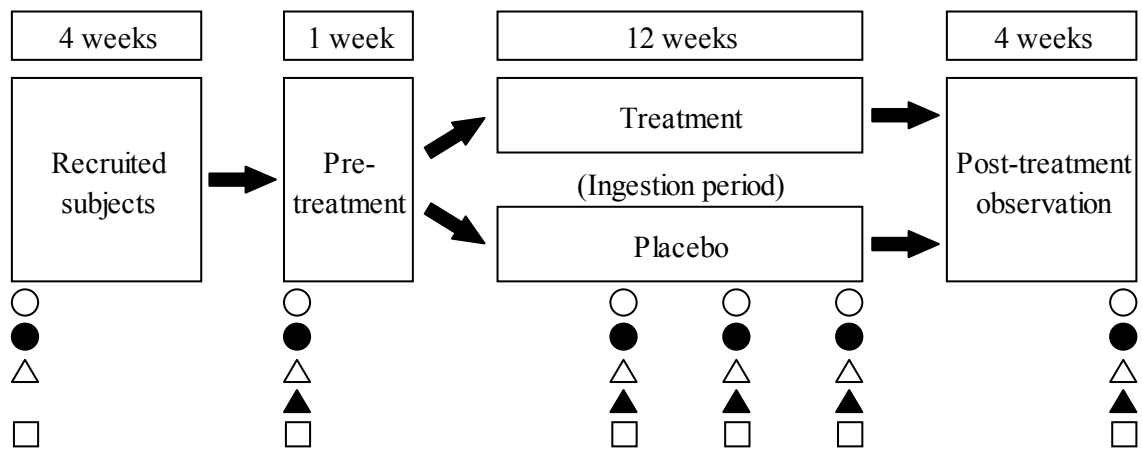 4 weeks
1 week
12 weeks
4 weeks
Recruited
subjects
Pre-
treatment
Treatment
(Ingestion period)
Placebo
Post-treatment
observation